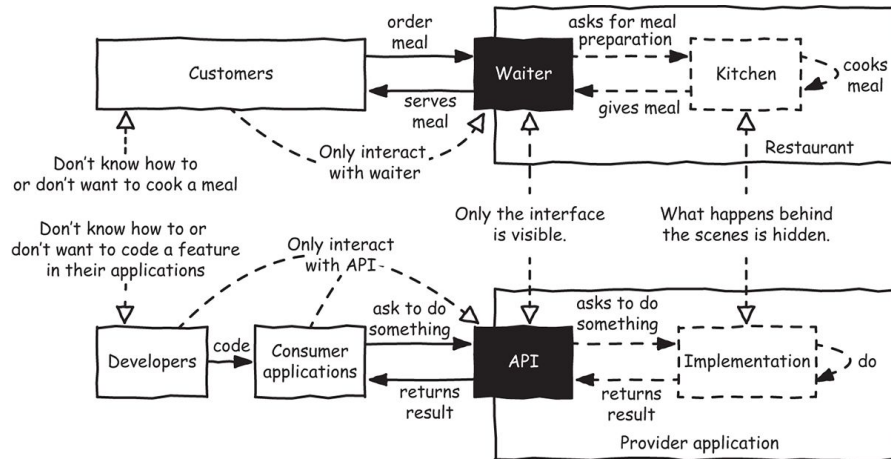 order
meal
asks for meal
preparation
Customers
Waiter
Kitchen
cooks
meal
serves
meal
gives meal
Restaurant
Don't know how to
or don't want to cook a meal
Only interact
with waiter
Don't know how to or
don't want to code a feature
in their applications
Only interact
with API
Only the interface
is visible.
What happens behind
the scenes is hidden.
ask to do
something
asks to do
something
Developers
code
Consumer
applications
API
Implementation
do
returns
result
returns
result
Provider application